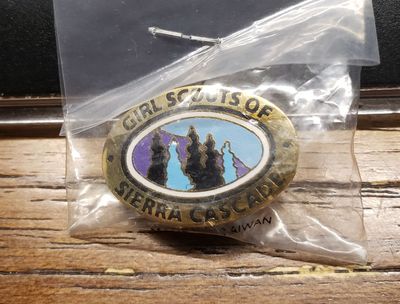 GIRL SCOUTS OF
SIERRA CASCADE
TAIWAN